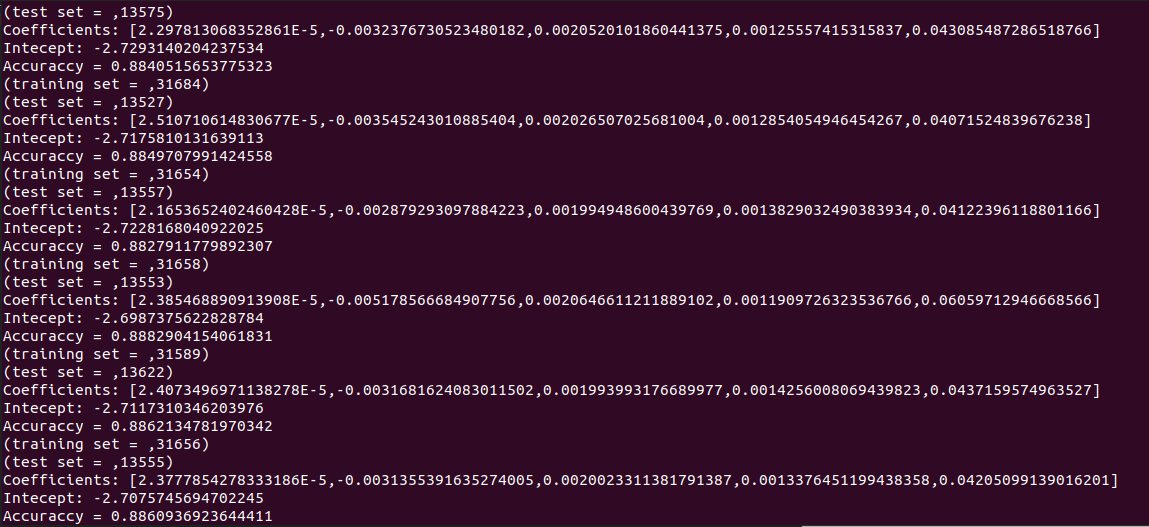 (test set = ,13575)
Coefficients: [2.297813068352861E-5,-0.0032376730523480182,0.0020520101860441375,0.00125557415315837,0.043085487286518766]
Intecept: -2.7293140204237534
Accuraccy = 0.8840515653775323
(training set = ,31684)
(test set = ,13527)
Coefficients: [2.510710614830677E-5,-0.003545243010885404,0.002026507025681004,0.0012854054946454267,0.04071524839676238]
Intecept: -2.7175810131639113
Accuraccy = 0.8849707991424558
(training set = ,31654)
(test set = ,13557)
Coefficients: [2.1653652402460428E-5,-0.002879293097884223,0.001994948600439769,0.0013829032490383934,0.04122396118801166]
Intecept: -2.7228168040922025
Accuraccy = 0.8827911779892307
(training set = ,31658)
(test set = ,13553)
Coefficients: [2.385468890913908E-5,-0.005178566684907756,0.0020646611211889102,0.0011909726323536766,0.06059712946668566]
Intecept: -2.6987375622828784
Accuraccy = 0.8882904154061831
(training set = ,31589)
(test set = ,13622)
Coefficients: [2.4073496971138278E-5,-0.0031681624083011502,0.001993993176689977,0.0014256008069439823,0.0437159574963527]
Intecept: -2.7117310346203976
Accuraccy = 0.8862134781970342
(training set = ,31656)
(test set = ,13555)
Coefficients: [2.3777854278333186E-5,-0.0031355391635274005,0.0020023311381791387,0.0013376451199438358,0.04205099139016201]
Intecept: -2.7075745694702245
Accuraccy = 0.8860936923644411